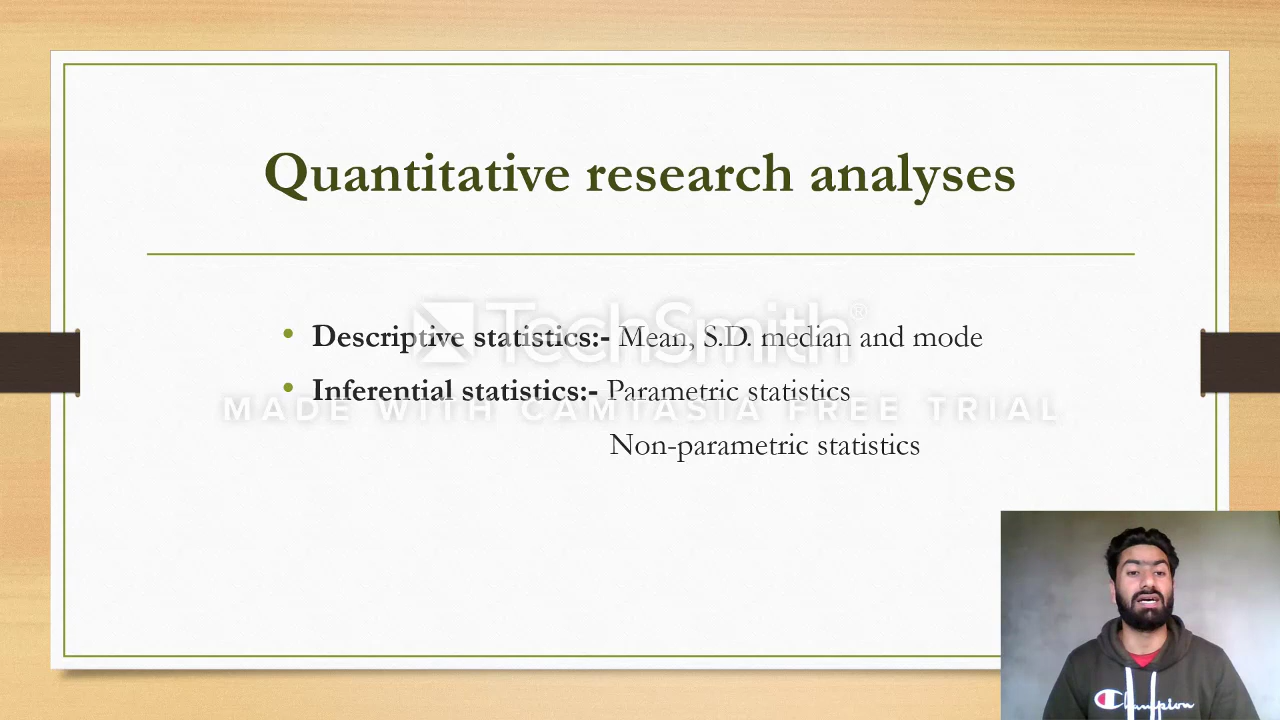 Quantitative research analyses
TechSmith®
• Descriptive statistics:- Mean, S.D. median and mode
• Inferential statistics:- Parametric statistics
MADE WITH CAMTASIA FREE TRIAL
Non-parametric statistics
Champion